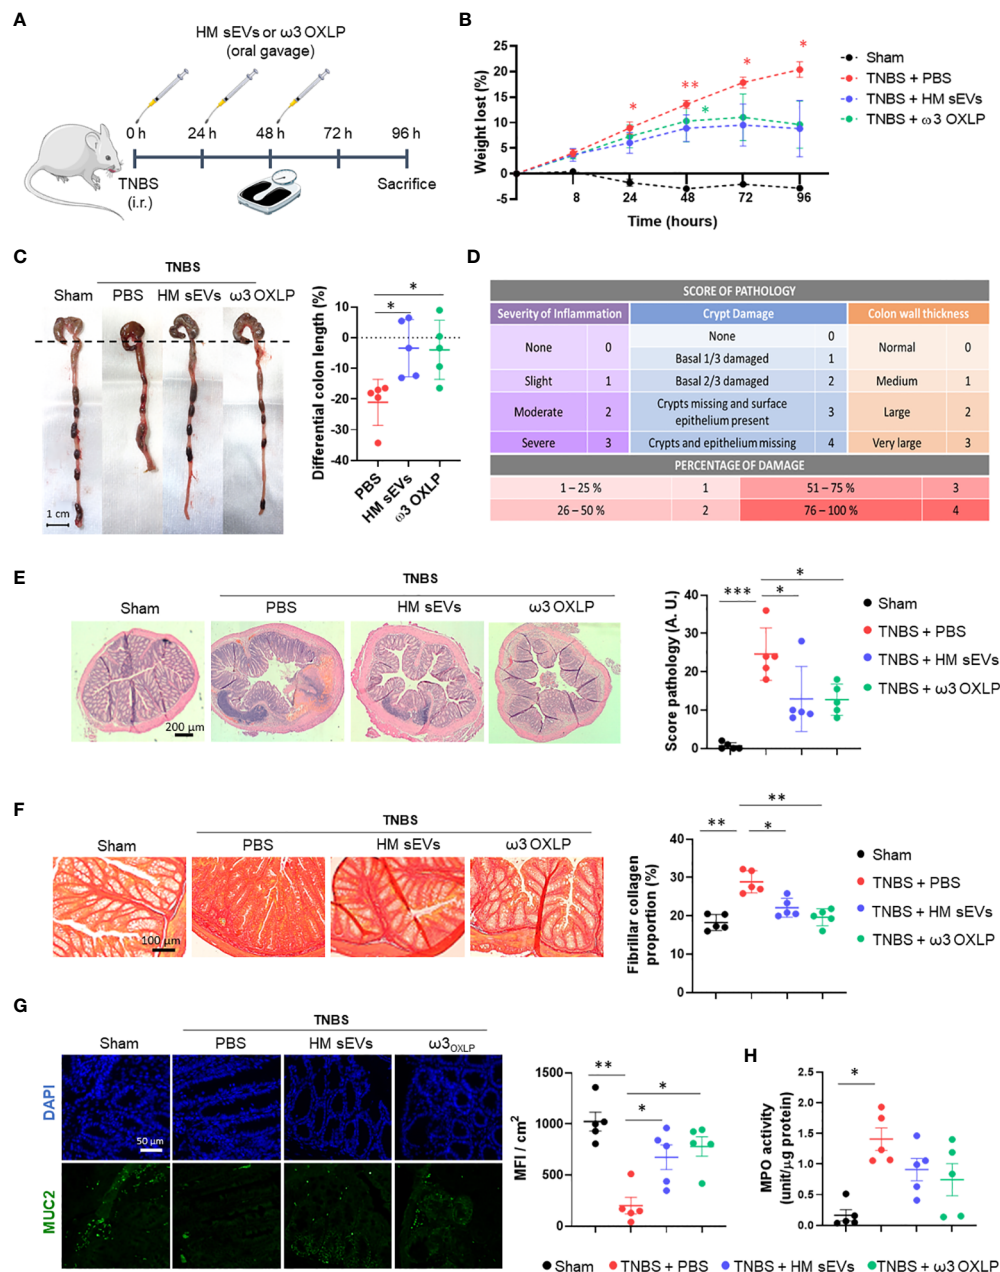 A
HM sEVs or ω3 OXLP
(oral gavage)
0 h
24 h
48 h
72 h
96 h
TNBS
(i.r.)
Sacrifice
B
Weight lost (%)
25
20
15
10
5
0
-5
*
**
*
*
*
8
24
48
72
96
Time (hours)
Sham
TNBS + PBS
TNBS + HM sEVs
TNBS + ω3 OXLP
C
TNBS
Sham
PBS
HM sEVs
ω3 OXLP
1 cm
Differential colon length (%)
10
0
-10
-20
-30
-40
*
*
PBS
HM sEVs
ω3 OXLP
D
SCORE OF PATHOLOGY
Severity of Inflammation
Crypt Damage
Colon wall thickness
None 0
None 0
Normal 0
Basal 1/3 damaged 1
Slight 1
Basal 2/3 damaged 2
Medium 1
Moderate 2
Crypts missing and surface
epithelium present 3
Large 2
Severe 3
Crypts and epithelium missing 4
Very large 3
PERCENTAGE OF DAMAGE
1 – 25 % 1 51 – 75 % 3
26 – 50 % 2 76 – 100 % 4
E
TNBS
Sham
PBS
HM sEVs
ω3 OXLP
200 µm
Score pathology (A. U.)
40
30
20
10
0
***
*
*
Sham
TNBS + PBS
TNBS + HM sEVs
TNBS + ω3 OXLP
F
TNBS
Sham
PBS
HM sEVs
ω3 OXLP
100 µm
Fibrillar collagen
proportion (%)
40
30
20
10
0
**
*
**
Sham
TNBS + PBS
TNBS + HM sEVs
TNBS + ω3 OXLP
G
TNBS
Sham
PBS
HM sEVs
ω3OXLP
DAPI
50 µm
MUC2
MFI / cm²
1500
1000
500
0
**
*
*
H
MPO activity
(unit/µg protein)
2.5
2.0
1.5
1.0
0.5
0.0
*
Sham
TNBS + PBS
TNBS + HM sEVs
TNBS + ω3 OXLP